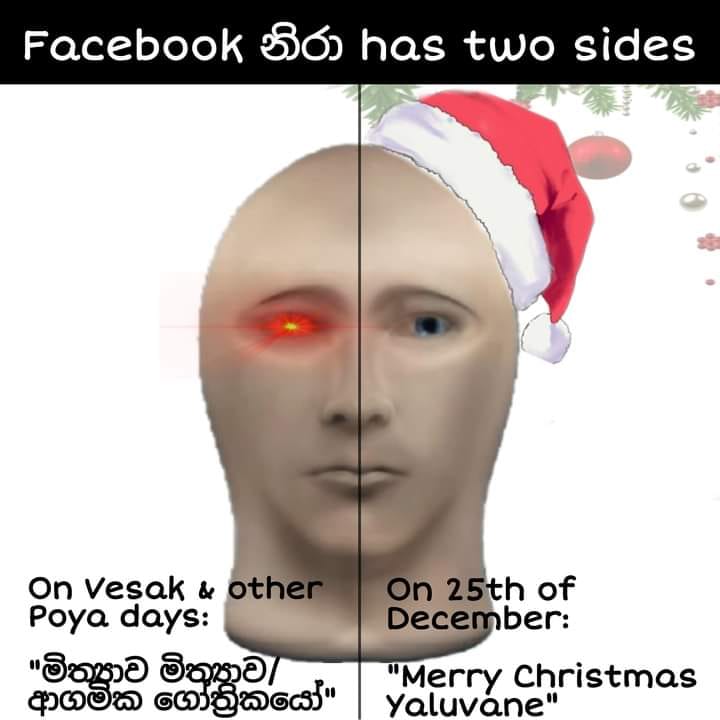 Facebook නිරා has two sides
On Vesak & other
Poya days:
"මිත්‍යාව මිත්‍යාව/
ආගමික ගෝත්‍රිකයෝ"
On 25th of
December:
"Merry Christmas
Yaluvane"